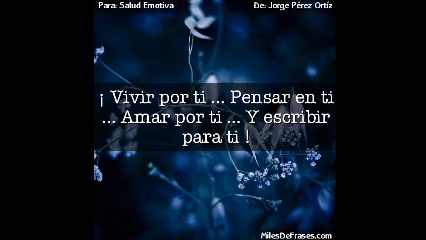 Para: Salud Emotiva
De: Jorge Pérez Ortíz
¡ Vivir por ti ... Pensar en ti
... Amar por ti ... Y escribir
para ti !
MilesDeFrases.com